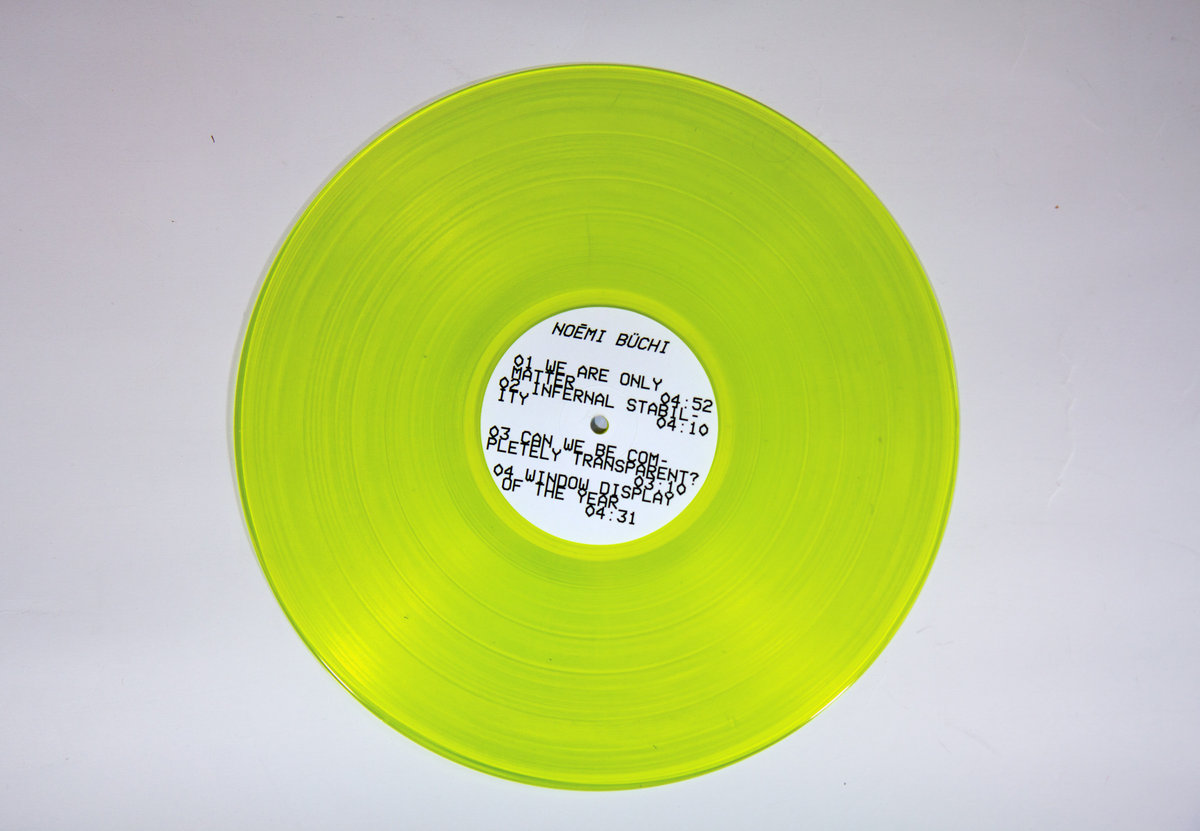 NOĒMI BÜCHI
01 WE ARE ONLY
MATTER 04:52
02 INFERNAL STABIL-
ITY 04:10
03 CAN WE BE COM-
PLETELY TRANSPARENT?
03:10
04 WINDOW DISPLAY
OF THE YEAR
04:31